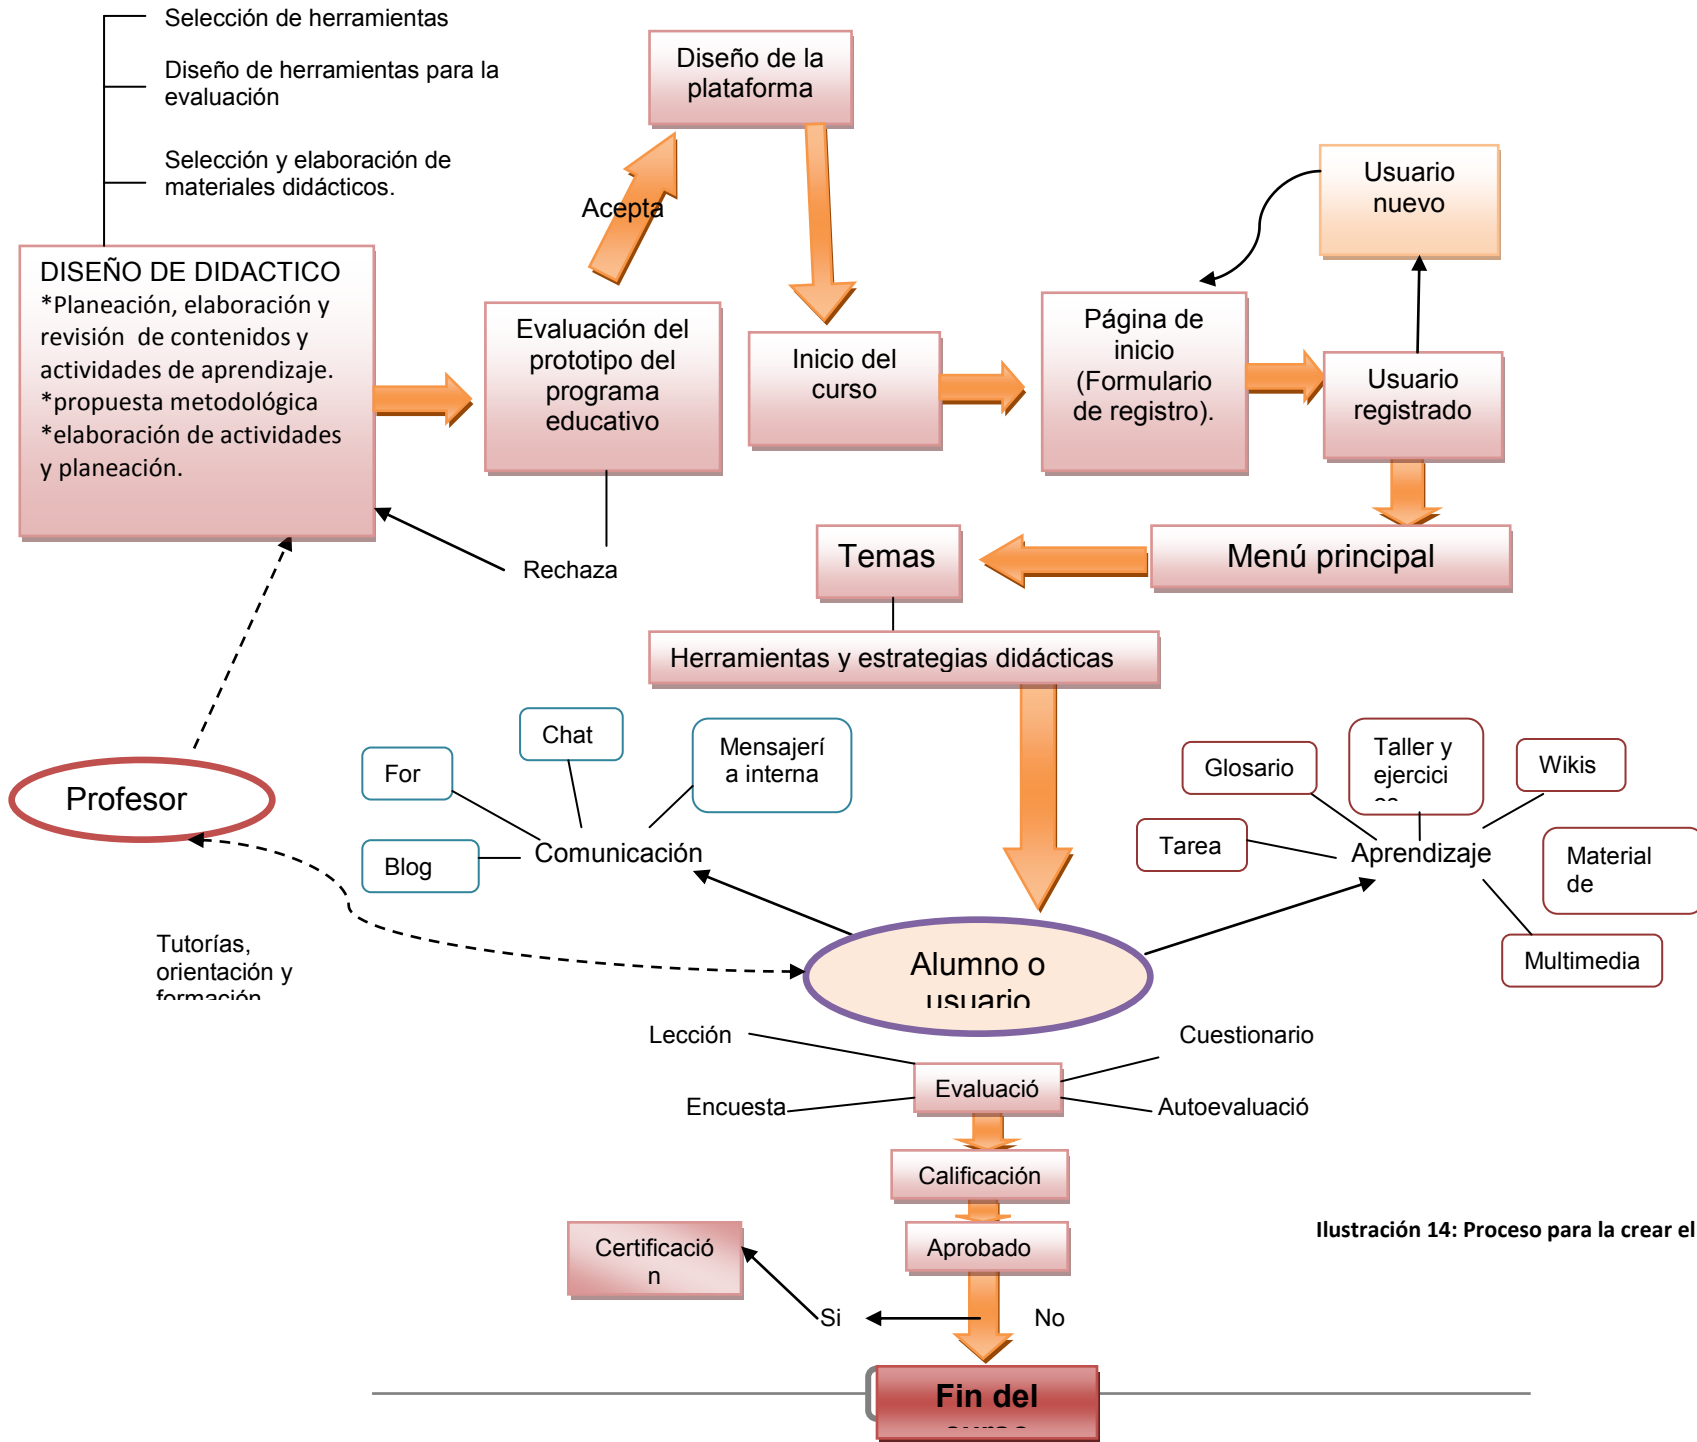 Selección de herramientas
Diseño de herramientas para la
evaluación
Selección y elaboración de
materiales didácticos.
Diseño de la
plataforma
Acepta
Usuario
nuevo
DISEÑO DE DIDACTICO
*Planeación, elaboración y
revisión de contenidos y
actividades de aprendizaje.
*propuesta metodológica
*elaboración de actividades
y planeación.
Evaluación del
prototipo del
programa
educativo
Inicio del
curso
Página de
inicio
(Formulario
de registro).
Usuario
registrado
Rechaza
Temas
Menú principal
Herramientas y estrategias didácticas
Profesor
For
Chat
Mensajerí
a interna
Blog
Comunicación
Glosario
Taller y
ejercici
Wikis
Tarea
Aprendizaje
Material
de
Multimedia
Tutorías,
orientación y
formación
Alumno o
usuario
Lección
Cuestionario
Evaluació
Encuesta
Autoevaluació
Calificación
Certificació
n
Aprobado
Ilustración 14: Proceso para la crear el
Si
No
Fin del